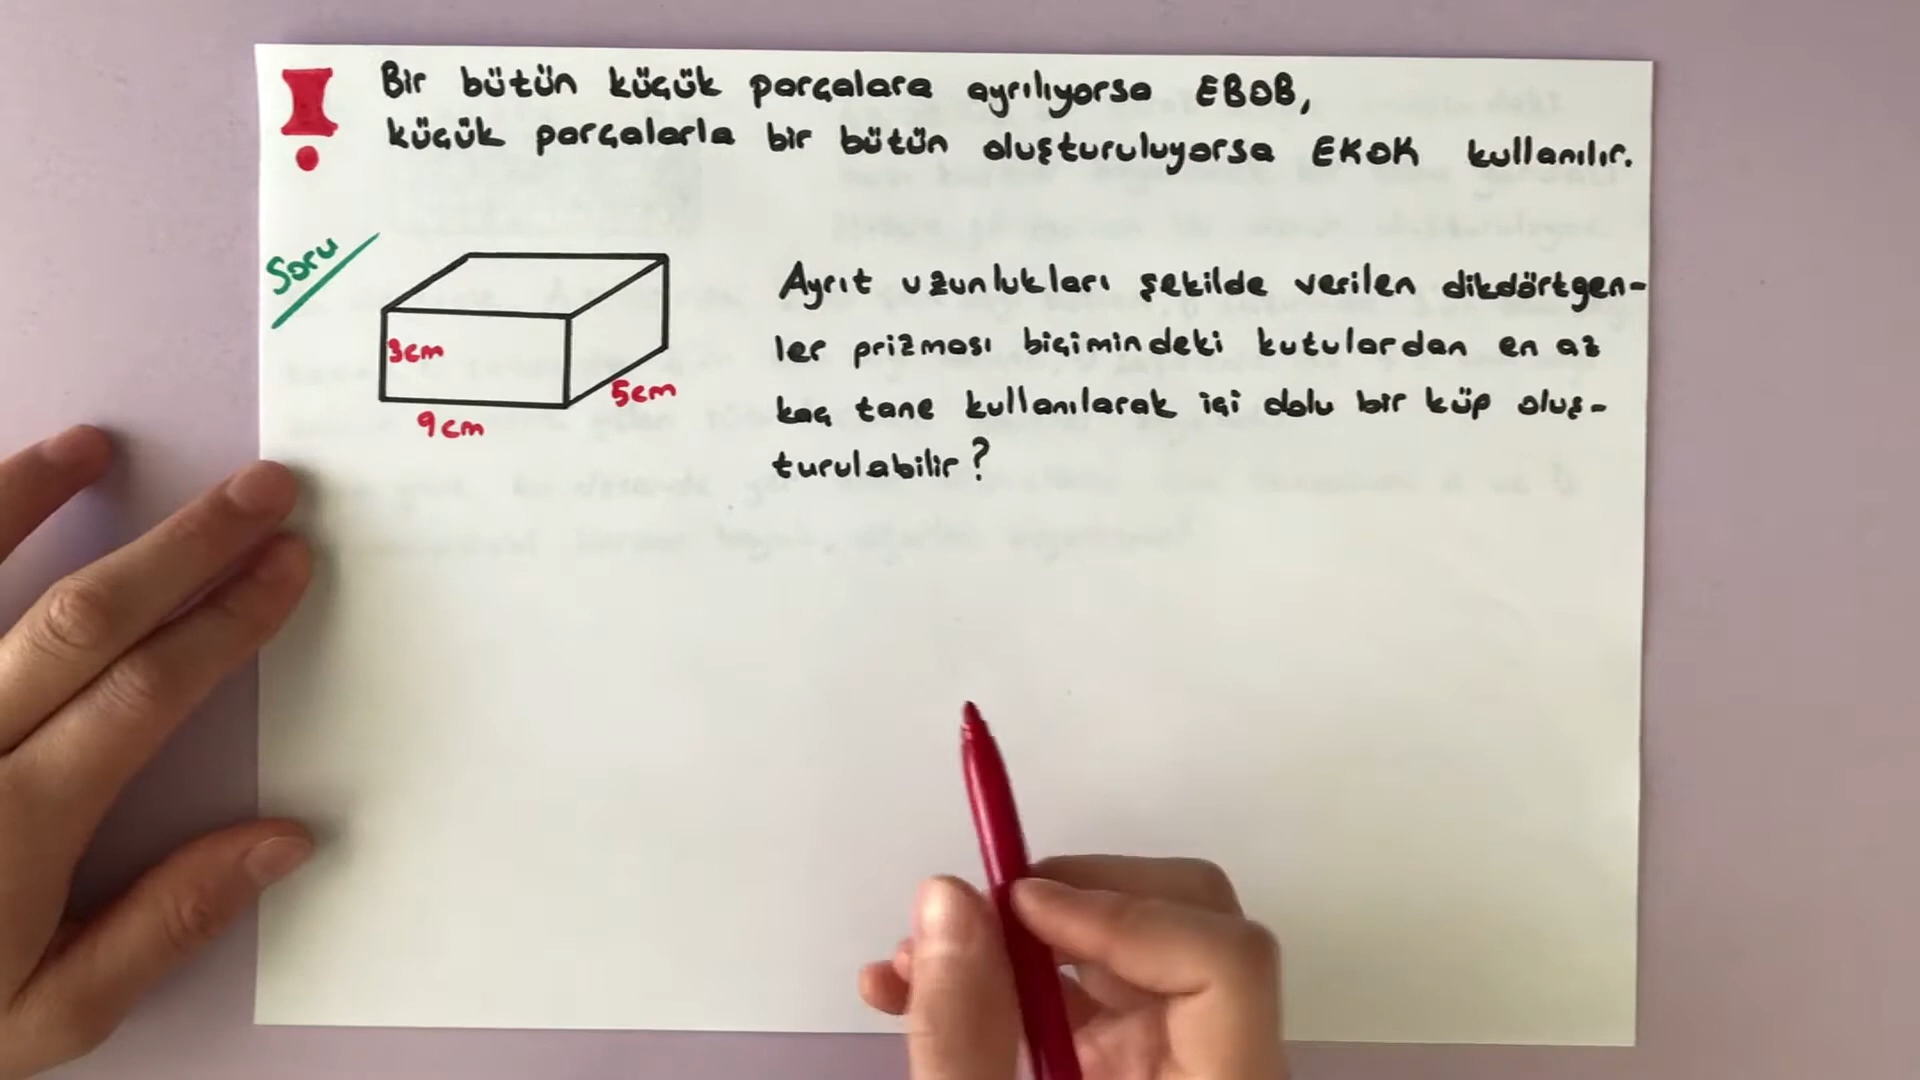 ! Bir bütün küçük parçalara ayrılıyorsa EBOB,
küçük parçalarla bir bütün oluşturuluyorsa EKOK kullanılır.
Soru
3cm
9cm
5cm
Ayrıt uzunlukları şekilde verilen dikdörtgen-
ler prizması biçimindeki kutulardan en az
kaç tane kullanılarak içi dolu bir küp oluş-
turulabilir?